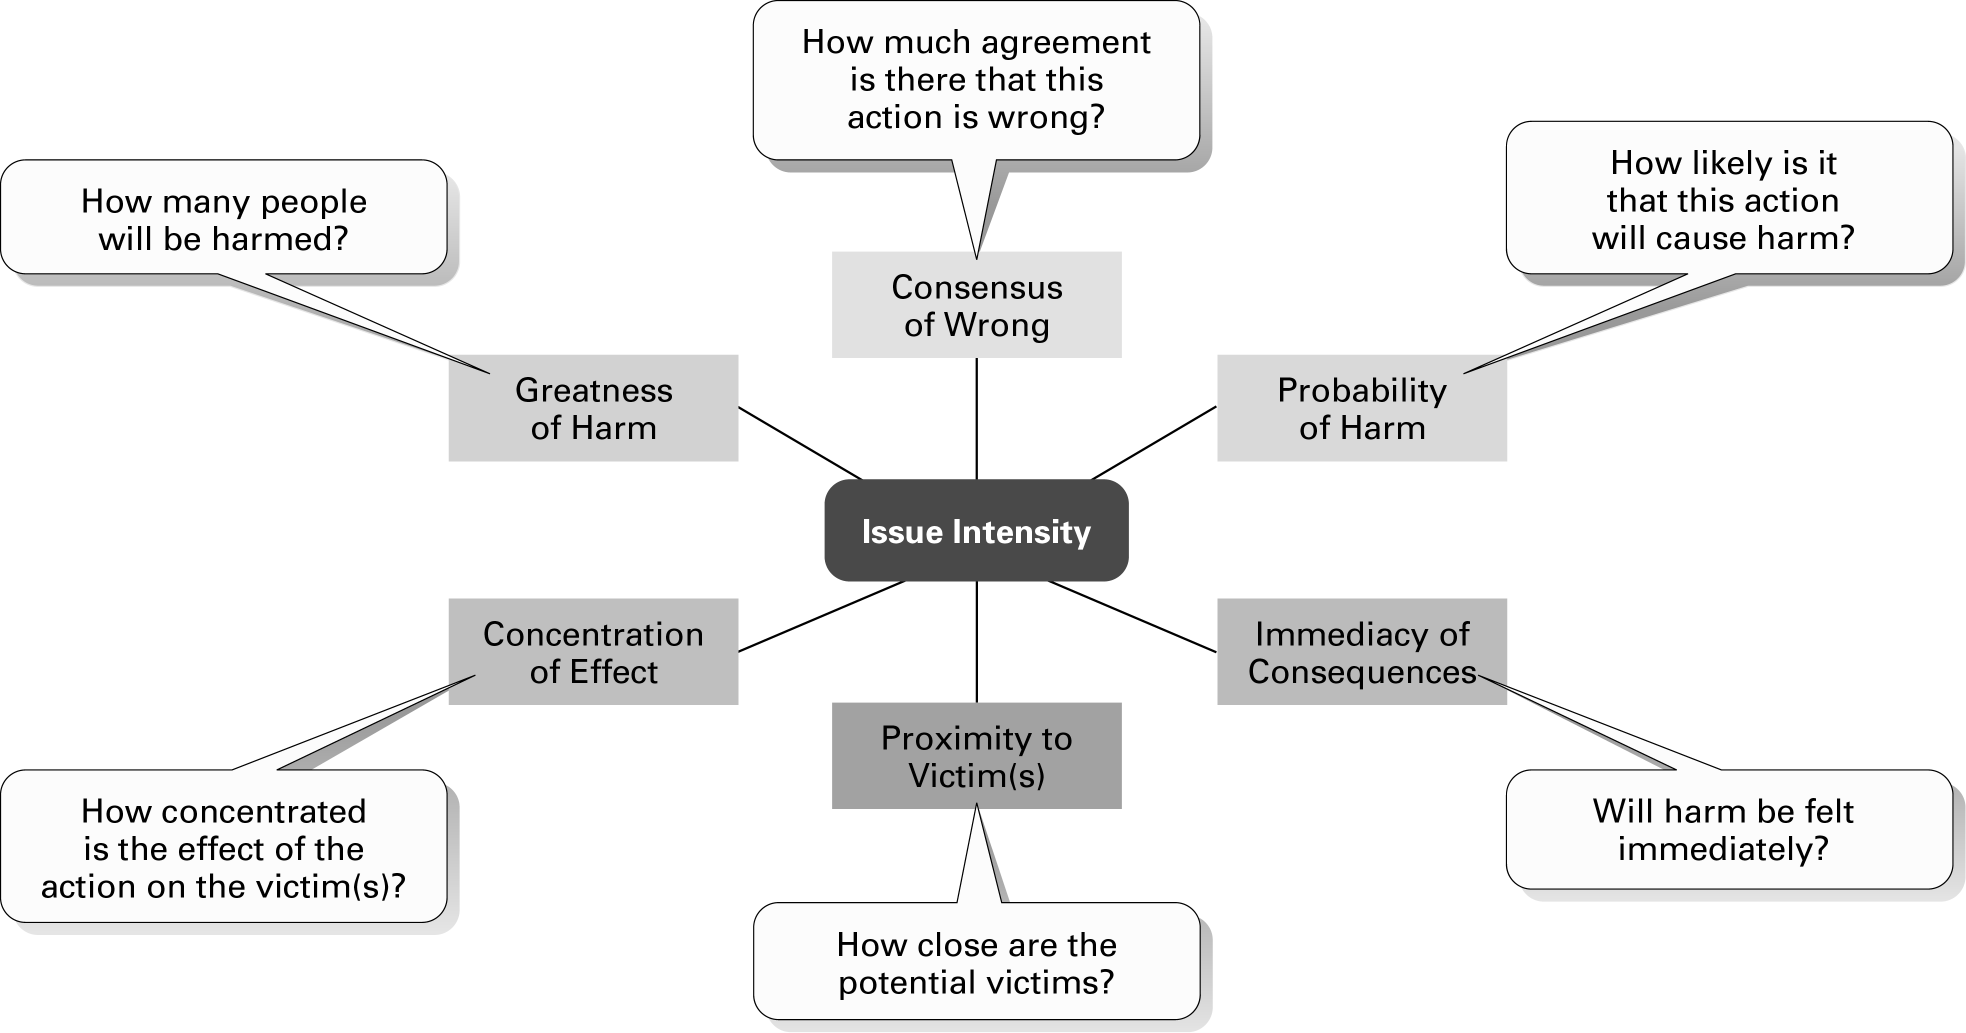 How much agreement
is there that this
action is wrong?
How many people
will be harmed?
How likely is it
that this action
will cause harm?
Consensus
of Wrong
Greatness
of Harm
Probability
of Harm
Issue Intensity
Concentration
of Effect
Immediacy of
Consequences
Proximity to
Victim(s)
How concentrated
is the effect of the
action on the victim(s)?
Will harm be felt
immediately?
How close are the
potential victims?